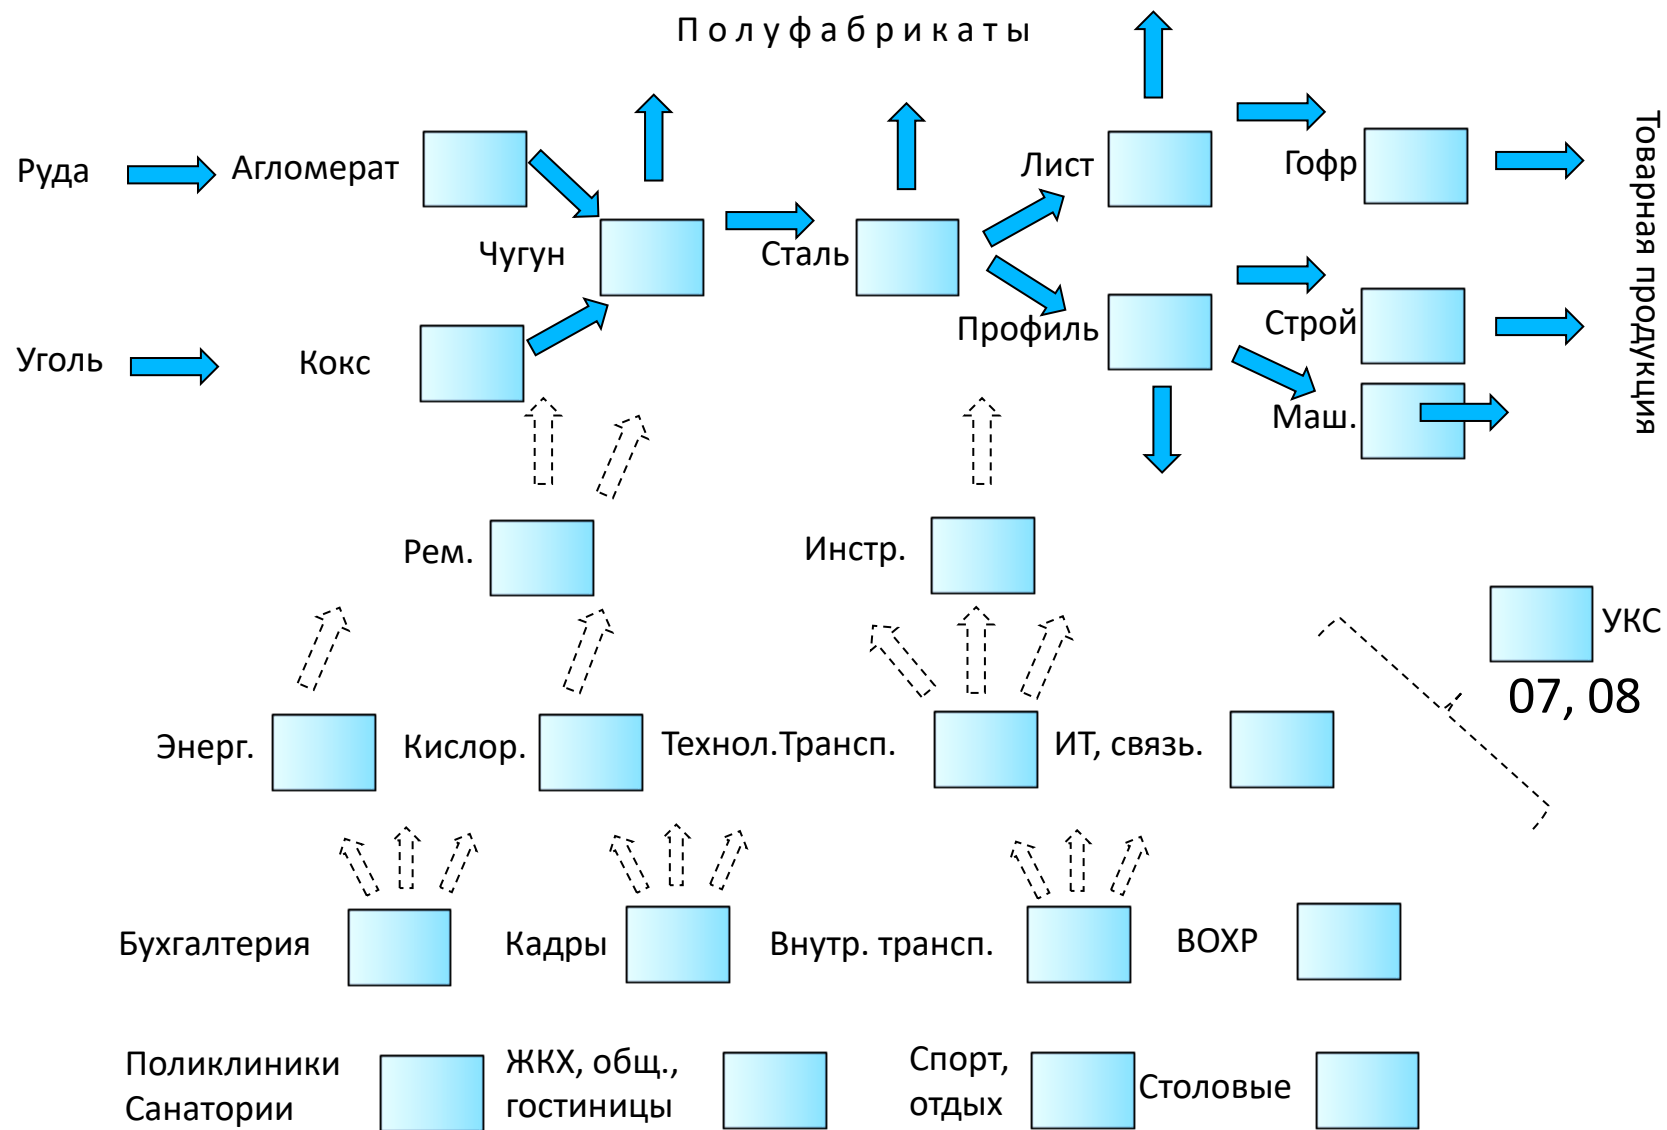 Полуфабрикаты
Руда
Агломерат
Лист
Гофр
Товарная продукция
Чугун
Сталь
Профиль
Строй
Уголь
Кокс
Маш.
Рем.
Инстр.
УКС
07, 08
Энерг.
Кислор.
Технол.Трансп.
ИТ, связь.
Бухгалтерия
Кадры
Внутр. трансп.
ВОХР
Поликлиники
Санатории
ЖКХ, общ.,
гостиницы
Спорт,
отдых
Столовые